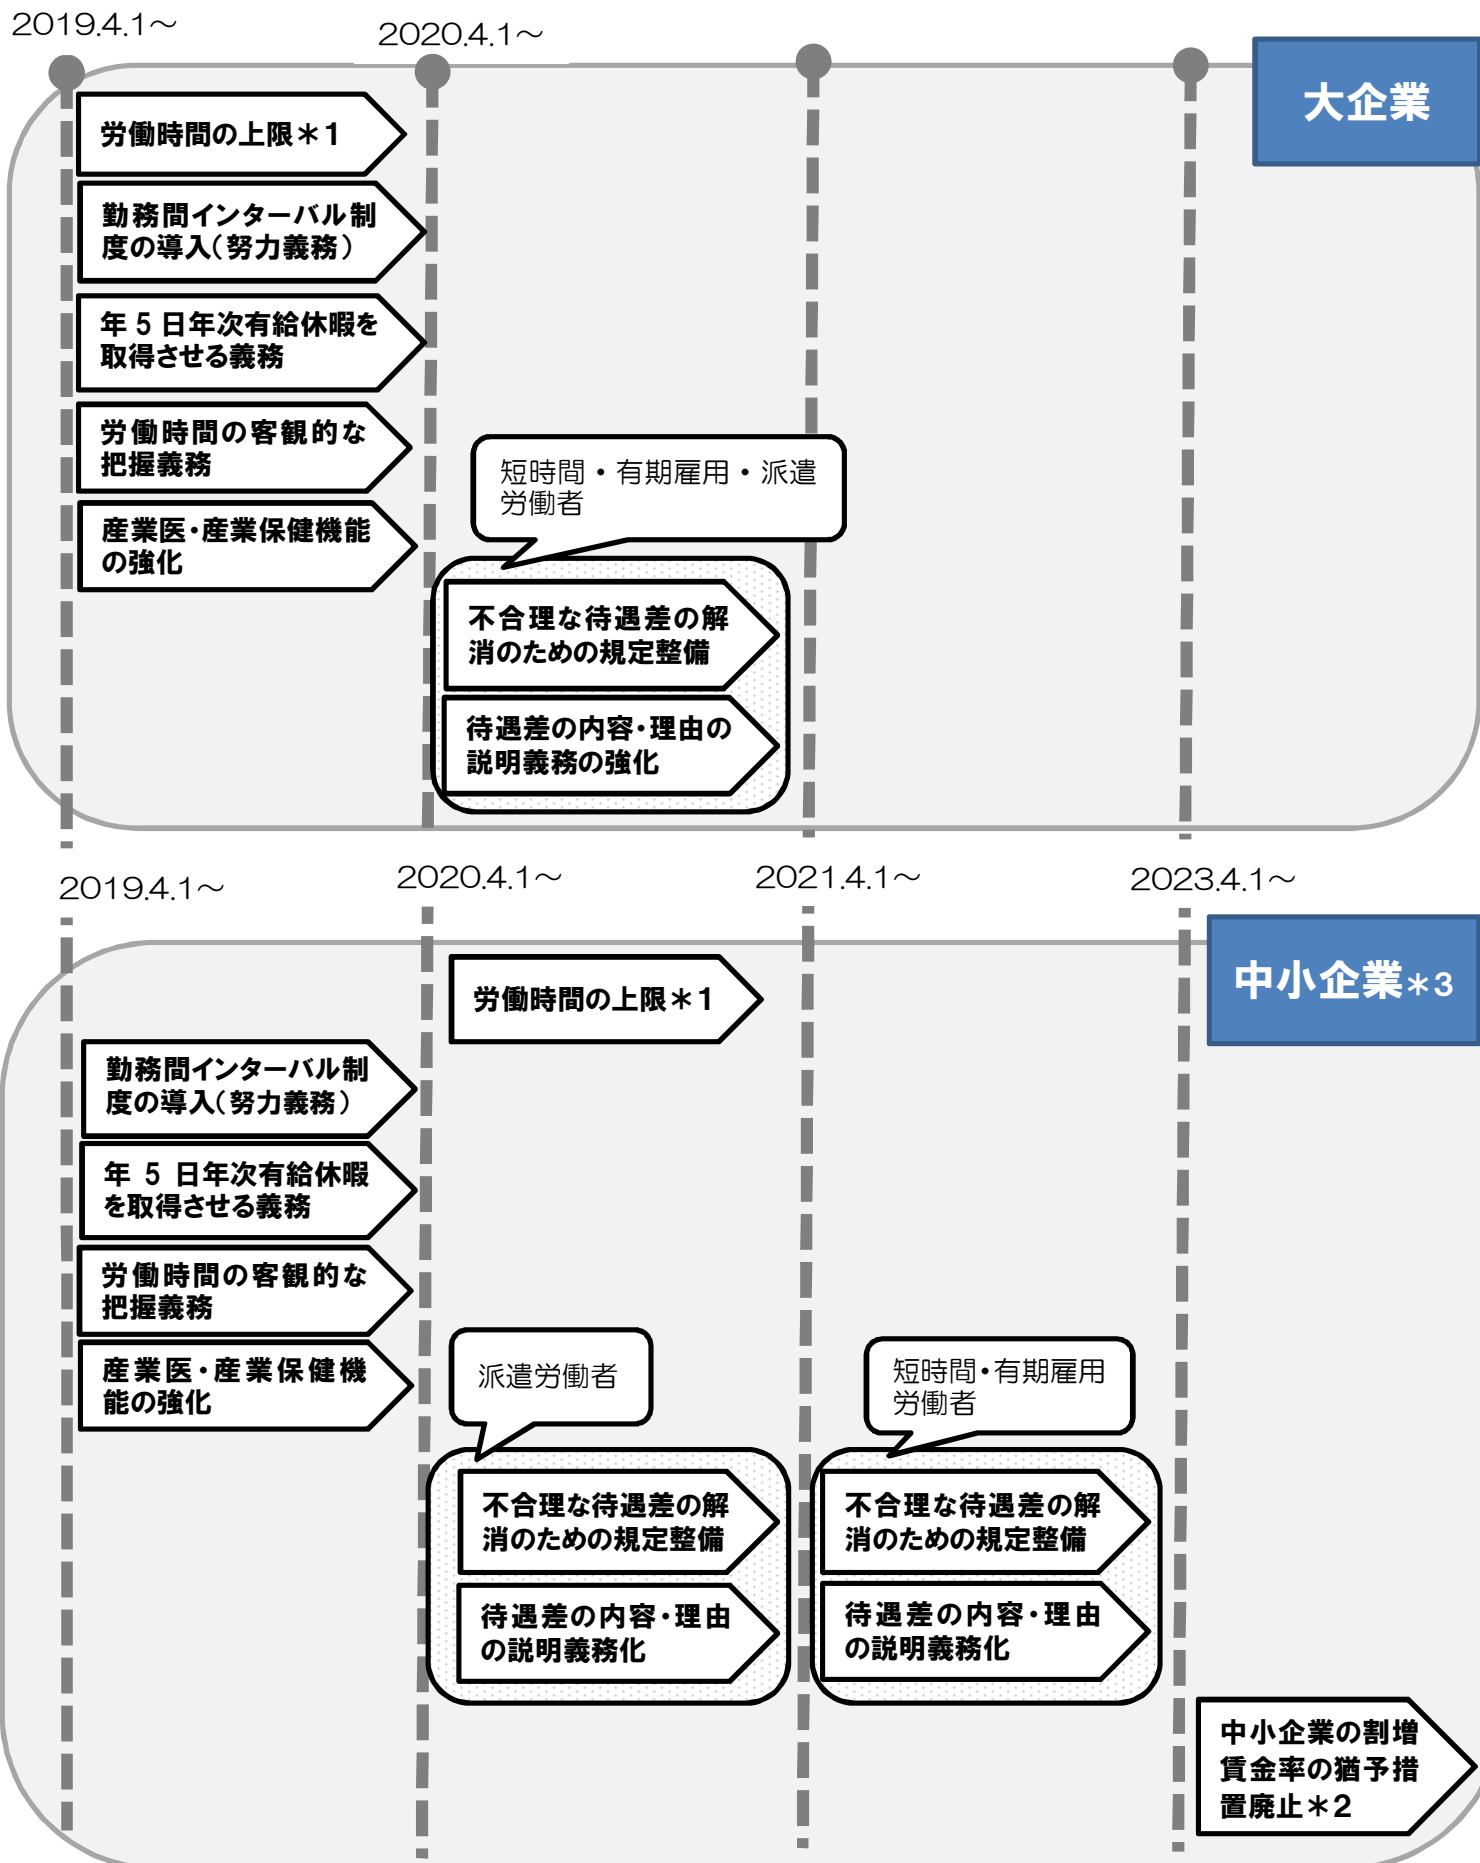 2019.4.1～
2020.4.1～
大企業
労働時間の上限＊1
勤務間インターバル制
度の導入(努力義務)
年 5 日年次有給休暇を
取得させる義務
労働時間の客観的な
把握義務
産業医・産業保健機能
の強化
短時間・有期雇用・派遣
労働者
不合理な待遇差の解
消のための規定整備
待遇差の内容・理由の
説明義務の強化
2019.4.1～
2020.4.1～
2021.4.1～
2023.4.1～
中小企業＊3
労働時間の上限＊1
勤務間インターバル制
度の導入(努力義務)
年 5 日年次有給休暇
を取得させる義務
労働時間の客観的な
把握義務
産業医・産業保健機
能の強化
派遣労働者
不合理な待遇差の解
消のための規定整備
待遇差の内容・理由
の説明義務化
短時間・有期雇用
労働者
不合理な待遇差の解
消のための規定整備
待遇差の内容・理由
の説明義務化
中小企業の割増
賃金率の猶予措
置廃止＊2